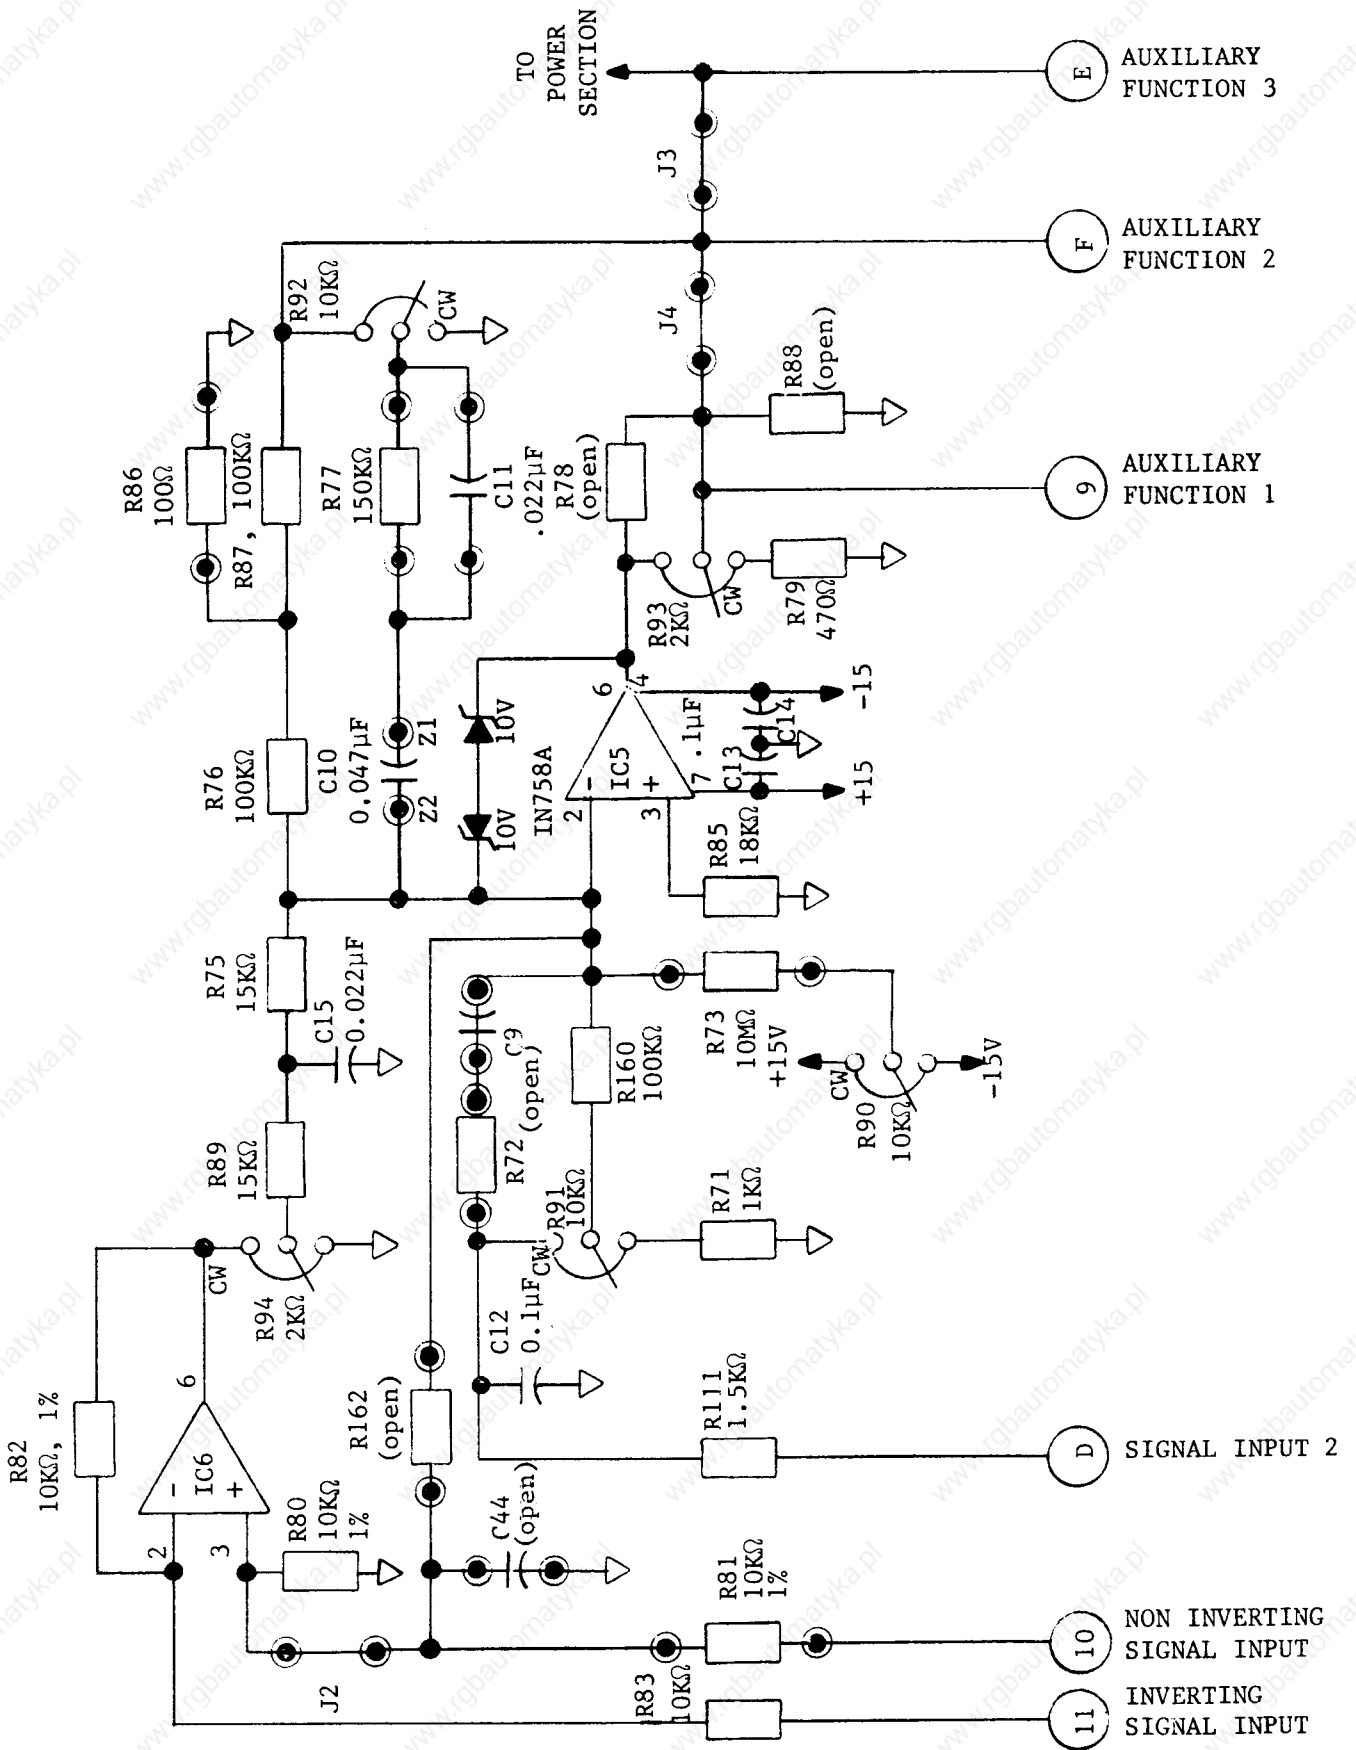 TO
POWER
SECTION
E
AUXILIARY
FUNCTION 3
J3
F
AUXILIARY
FUNCTION 2
J4
R92
10KΩ
CW
R86
100Ω
R87, 100KΩ
R77
150KΩ
C11
.022µF
R78
(open)
R88
(open)
9
AUXILIARY
FUNCTION 1
R93
2KΩ
CW
R79
470Ω
R76
100KΩ
C10
0.047µF
Z1
Z2
10V
10V
IN758A
IC5
-
+
2
3
6
4
7
.1µF
C13
C14
-15
+15
R85
18KΩ
R75
15KΩ
C15
0.022µF
C9
(open)
R72
R160
100KΩ
R73
10MΩ
+15V
-15V
CW
R90
10KΩ
R89
15KΩ
CW
R94
2KΩ
R91
10KΩ
CW
R71
1KΩ
C12
0.1µF
R82
10KΩ, 1%
6
IC6
-
+
2
3
R80
10KΩ
1%
R162
(open)
C44
(open)
R111
1.5KΩ
D
SIGNAL INPUT 2
J2
R81
10KΩ
1%
R83
10KΩ
10
NON INVERTING
SIGNAL INPUT
11
INVERTING
SIGNAL INPUT
www.rgbautomatyka.pl